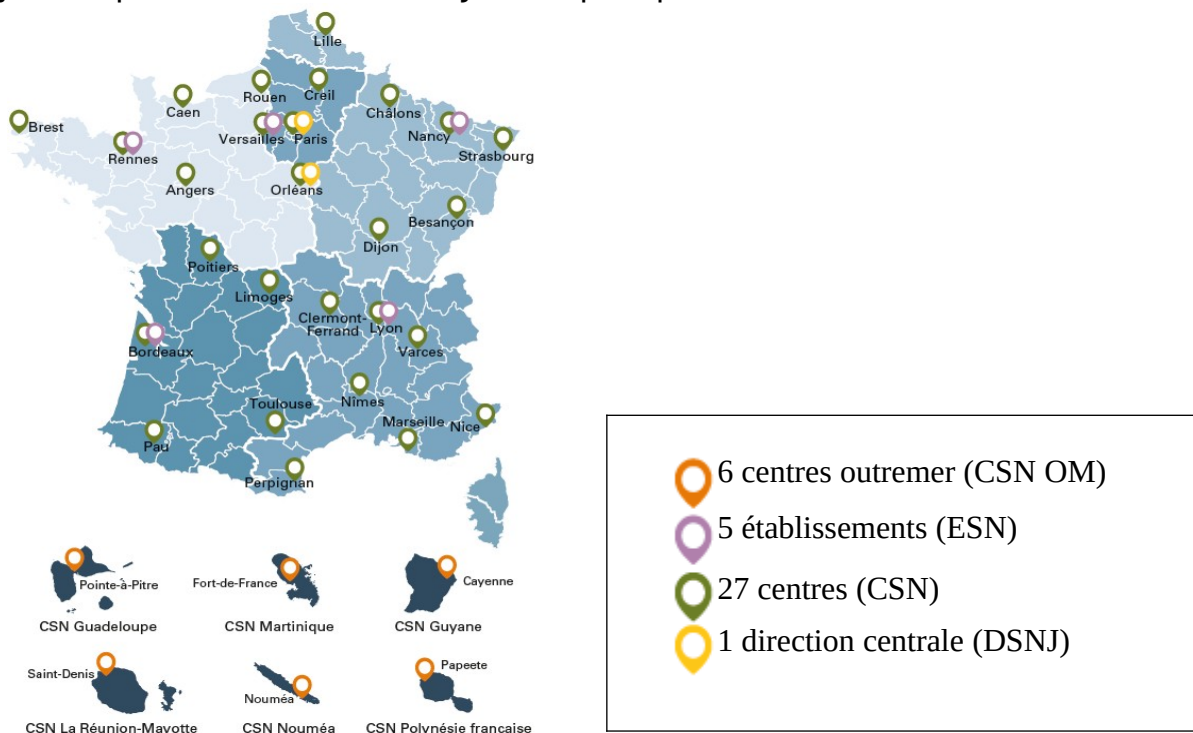 Lille
Rouen
Creil
Caen
Châlons
Brest
Versailles
Paris
Nancy
Rennes
Strasbourg
Angers
Orléans
Besançon
Dijon
Poitiers
Limoges
Clermont-
Ferrand
Lyon
Bordeaux
Varces
Nîmes
Toulouse
Marseille
Nice
Pau
Perpignan
Pointe-à-Pitre
Fort-de-France
Cayenne
CSN Guadeloupe
CSN Martinique
CSN Guyane
Saint-Denis
Papeete
Nouméa
CSN La Réunion-Mayotte
CSN Nouméa
CSN Polynésie française
6 centres outremer (CSN OM)
5 établissements (ESN)
27 centres (CSN)
1 direction centrale (DSNJ)